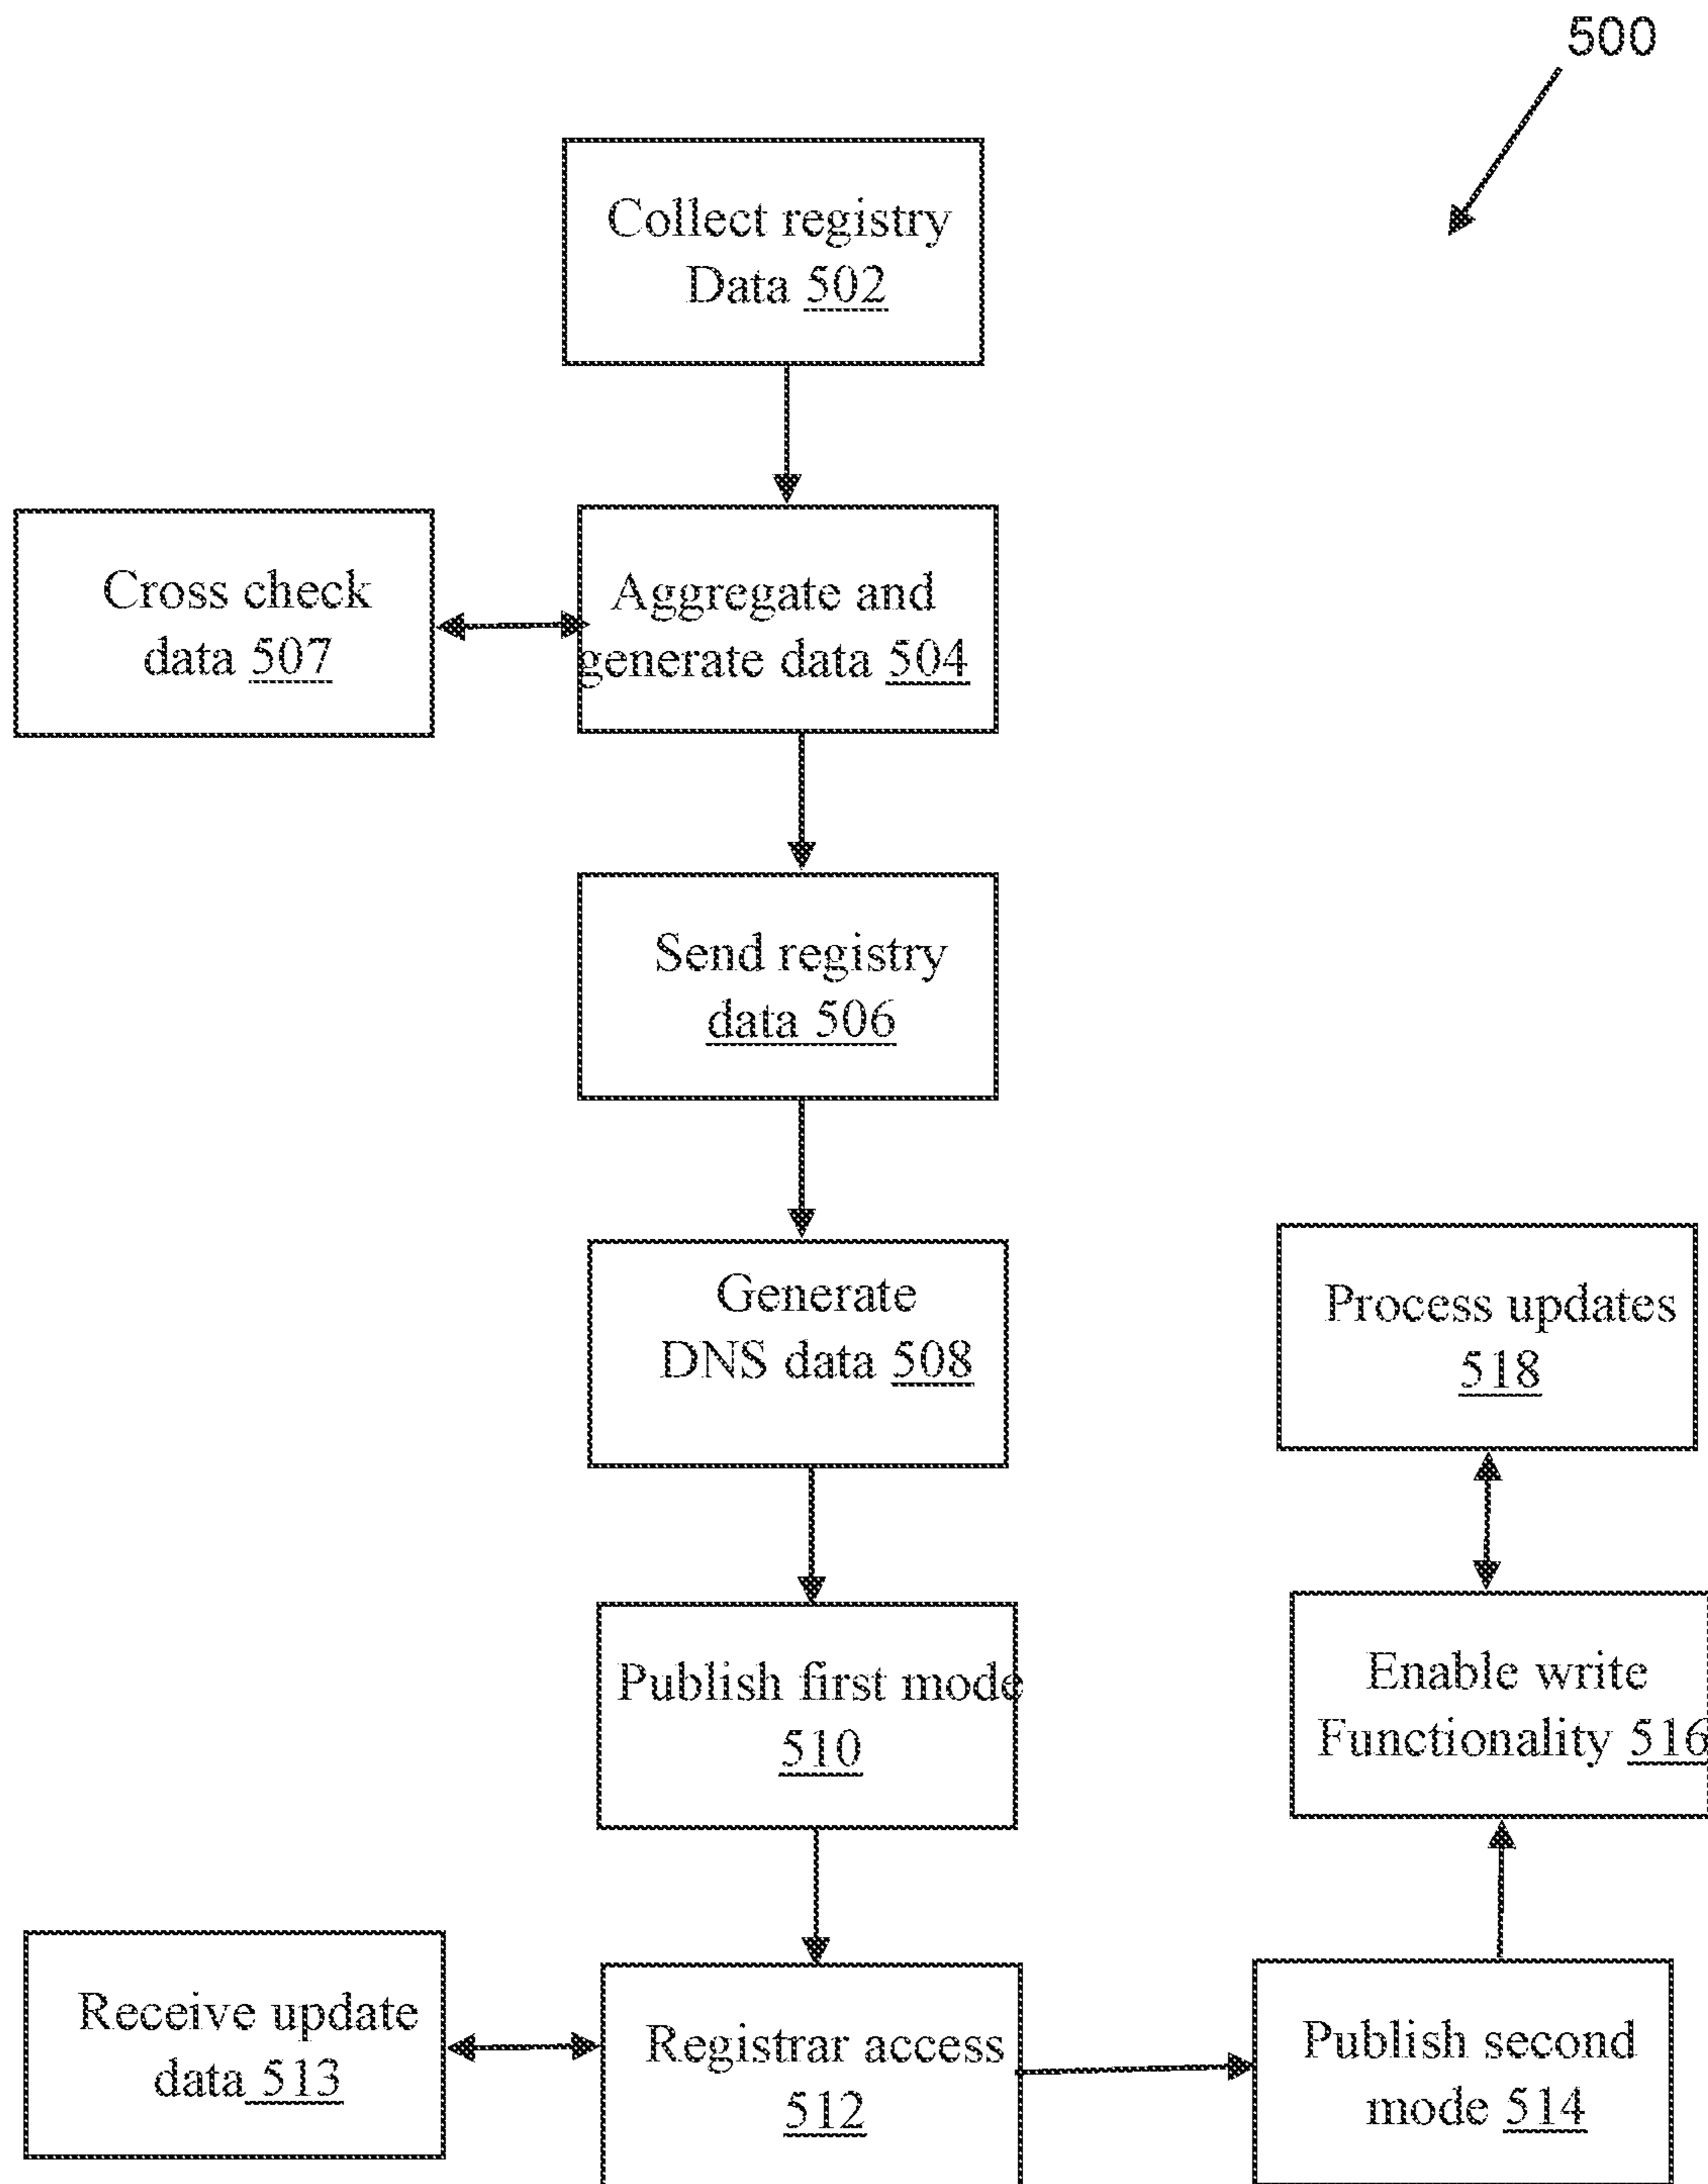 500
Collect registry
Data 502
Cross check
data 507
Aggregate and
generate data 504
Send registry
data 506
Generate
DNS data 508
Process updates
518
Publish first mode
510
Enable write
Functionality 516
Receive update
data 513
Registrar access
512
Publish second
mode 514